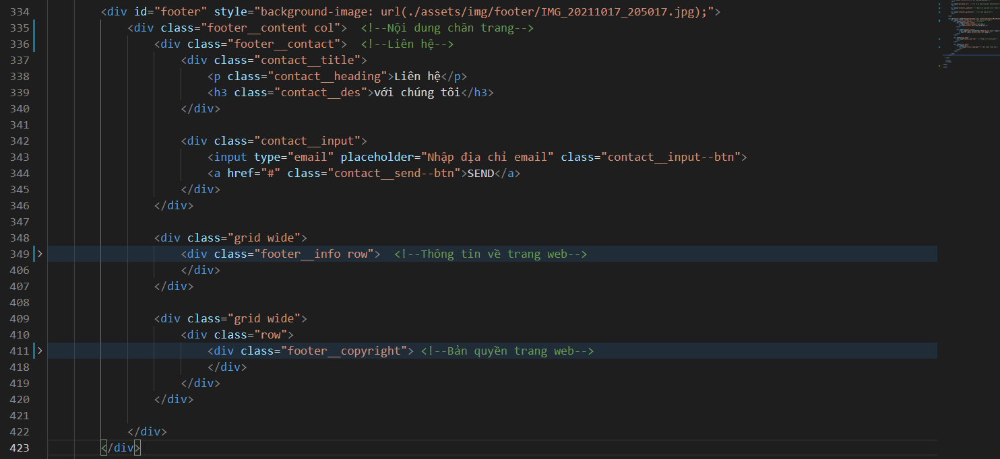 334 <div id="footer" style="background-image: url(./assets/img/footer/IMG_20211017_205017.jpg);">
335 <div class="footer__content col"> <!--Nội dung chân trang-->
336 <div class="footer__contact"> <!--Liên hệ-->
337 <div class="contact__title">
338 <p class="contact__heading">Liên hệ</p>
339 <h3 class="contact__des">với chúng tôi</h3>
340 </div>
341
342 <div class="contact__input">
343 <input type="email" placeholder="Nhập địa chỉ email" class="contact__input--btn">
344 <a href="#" class="contact__send--btn">SEND</a>
345 </div>
346 </div>
347
348 <div class="grid wide">
349 <div class="footer__info row"> <!--Thông tin về trang web-->
406 </div>
407 </div>
408
409 <div class="grid wide">
410 <div class="row">
411 <div class="footer__copyright"> <!--Bản quyền trang web-->
418 </div>
419 </div>
420 </div>
421
422 </div>
423 </div>